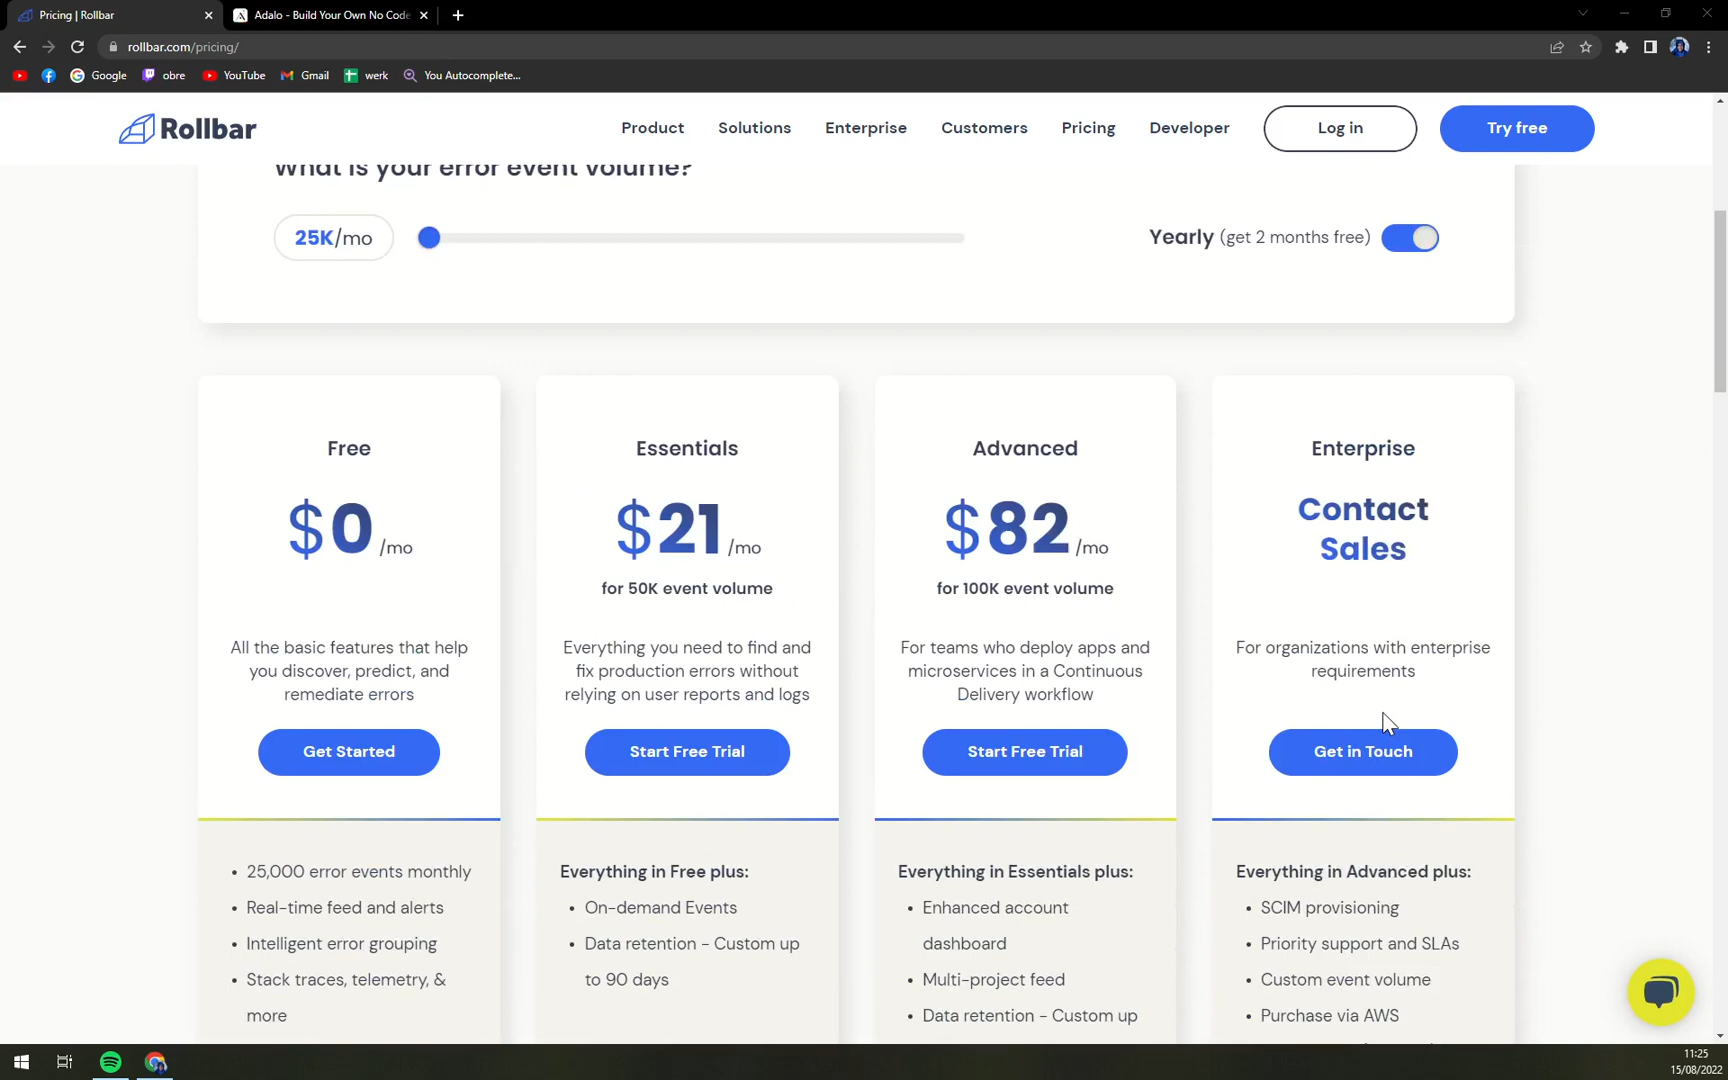 Pricing | Rollbar
Adalo - Build Your Own No Code
rollbar.com/pricing/
Google
obre
YouTube
Gmail
werk
You Autocomplete...
Rollbar
Product
Solutions
Enterprise
Customers
Pricing
Developer
Log in
Try free
What is your error event volume?
25K/mo
Yearly (get 2 months free)
Free
$0 /mo
All the basic features that help
you discover, predict, and
remediate errors
Get Started
25,000 error events monthly
Real-time feed and alerts
Intelligent error grouping
Stack traces, telemetry, &
more
Essentials
$21 /mo
for 50K event volume
Everything you need to find and
fix production errors without
relying on user reports and logs
Start Free Trial
Everything in Free plus:
On-demand Events
Data retention - Custom up
to 90 days
Advanced
$82 /mo
for 100K event volume
For teams who deploy apps and
microservices in a Continuous
Delivery workflow
Start Free Trial
Everything in Essentials plus:
Enhanced account
dashboard
Multi-project feed
Data retention - Custom up
Enterprise
Contact
Sales
For organizations with enterprise
requirements
Get in Touch
Everything in Advanced plus:
SCIM provisioning
Priority support and SLAs
Custom event volume
Purchase via AWS
11:25
15/08/2022